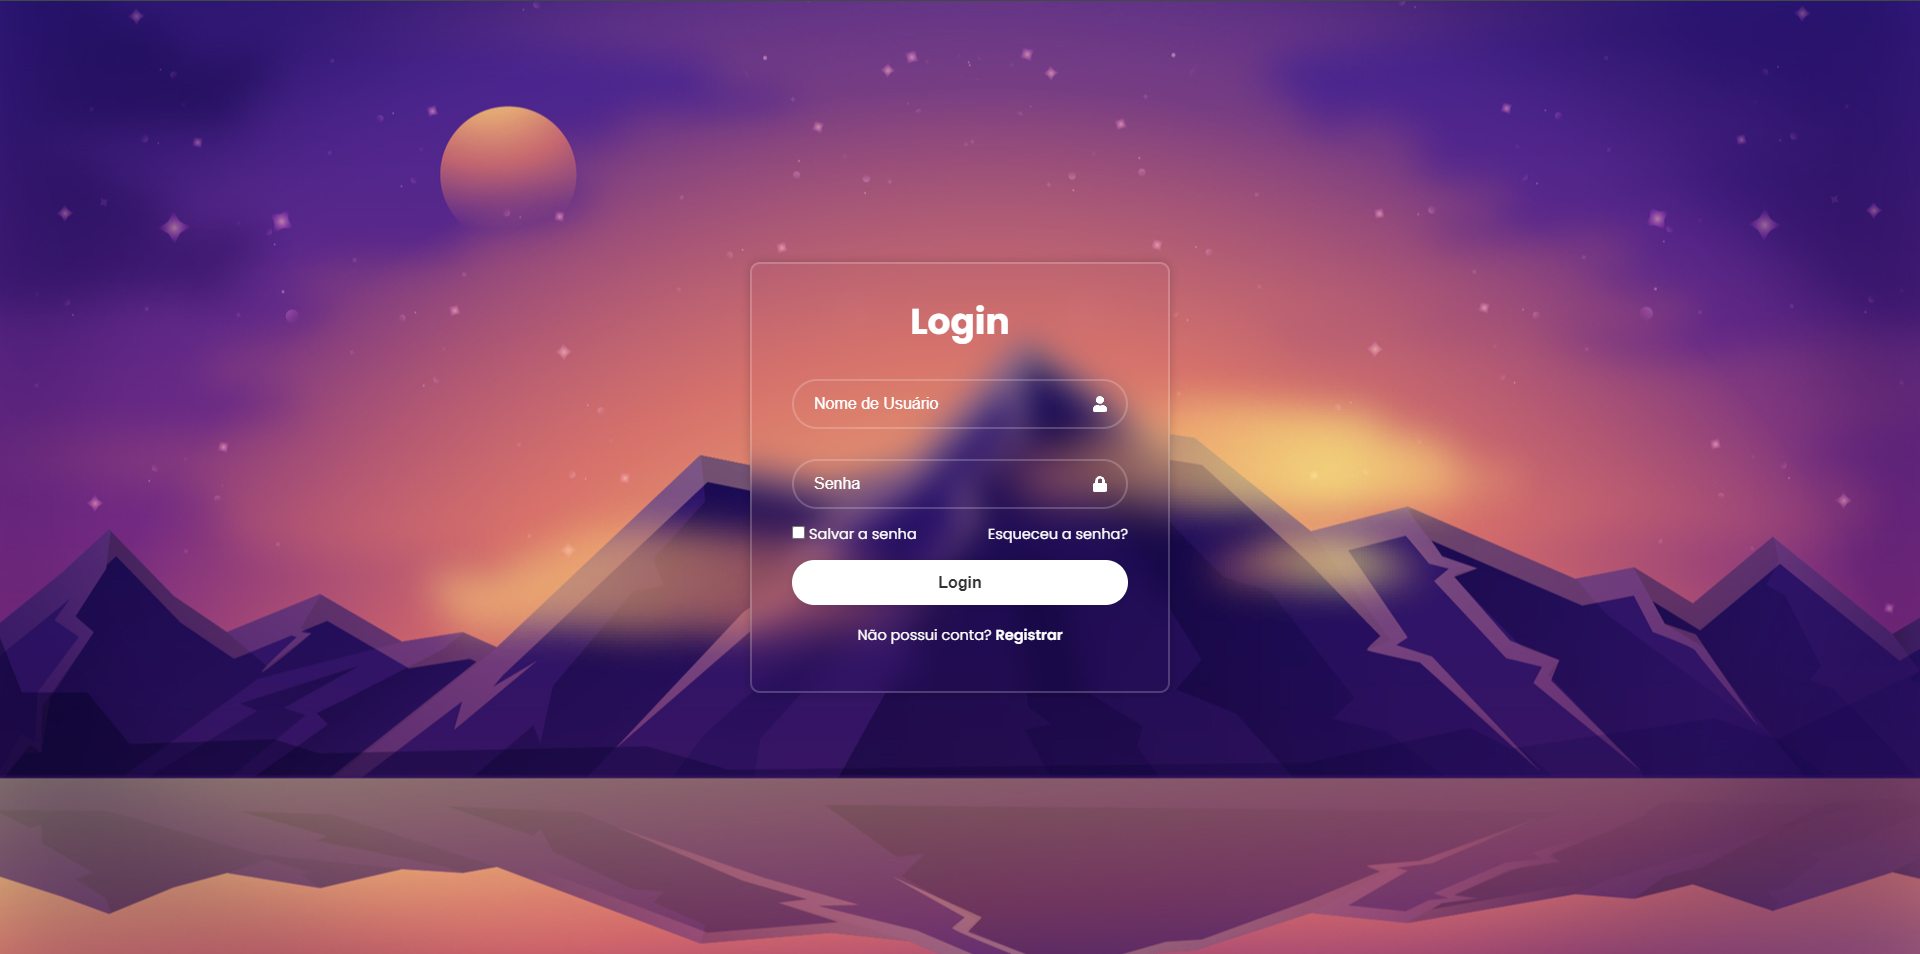 Login
Nome de Usuário
Senha
Salvar a senha Esqueceu a senha?
Login
Não possui conta? Registrar